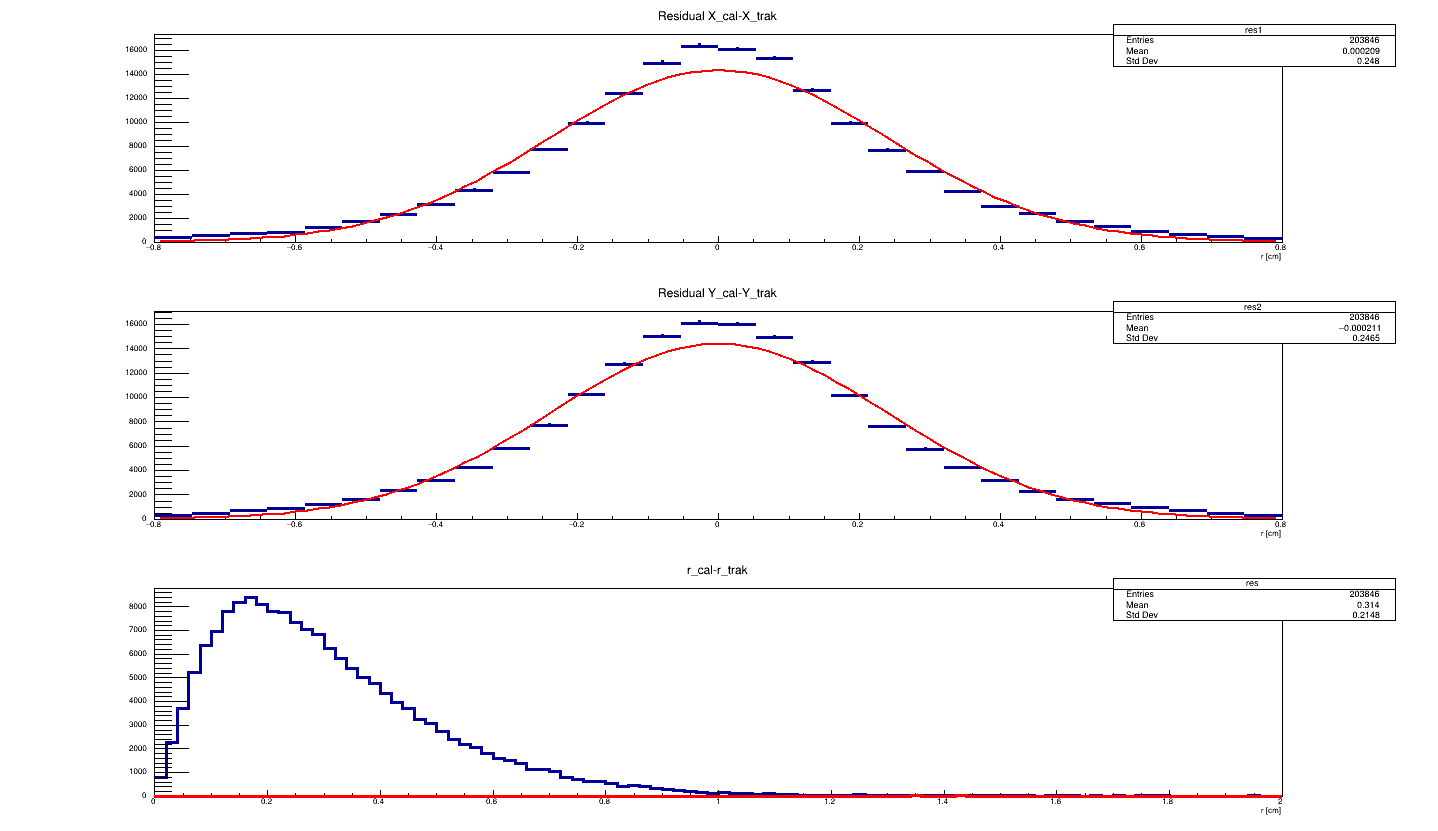 Residual X_cal-X_trak
res1
Entries 203846
Mean 0.000209
Std Dev 0.248
16000
14000
12000
10000
8000
6000
4000
2000
0
−0.8 −0.6 −0.4 −0.2 0 0.2 0.4 0.6 0.8
r [cm]
Residual Y_cal-Y_trak
res2
Entries 203846
Mean −0.000211
Std Dev 0.2465
16000
14000
12000
10000
8000
6000
4000
2000
0
−0.8 −0.6 −0.4 −0.2 0 0.2 0.4 0.6 0.8
r [cm]
r_cal-r_trak
res
Entries 203846
Mean 0.314
Std Dev 0.2148
8000
7000
6000
5000
4000
3000
2000
1000
0
0 0.2 0.4 0.6 0.8 1 1.2 1.4 1.6 1.8 2
r [cm]